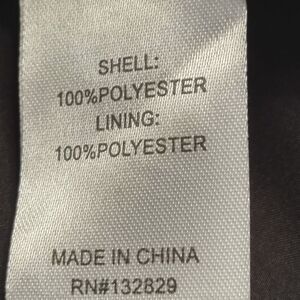 SHELL:
100%POLYESTER
LINING:
100%POLYESTER
MADE IN CHINA
RN#132829